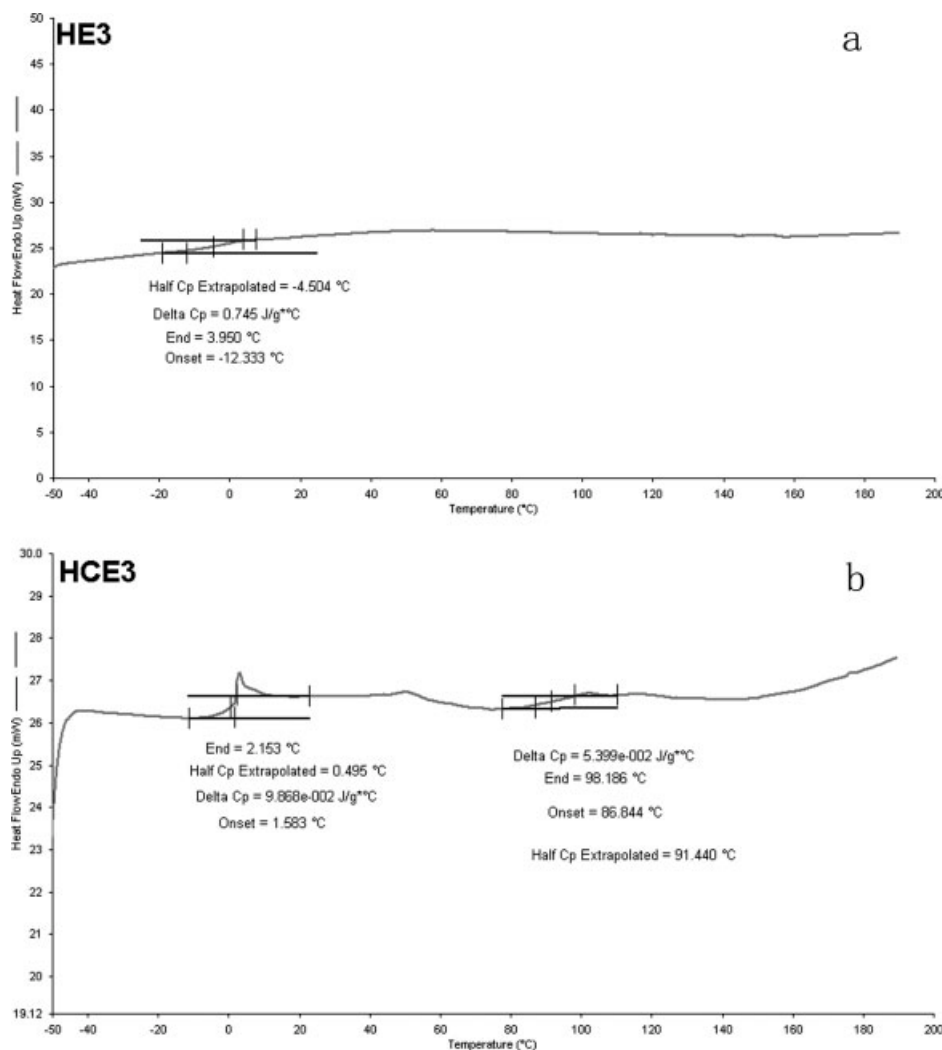 HE3
a
50
45
40
35
30
25
20
15
10
5
0
Heat Flow Endo Up (mW)
Half Cp Extrapolated = -4.504 °C
Delta Cp = 0.745 J/g*°C
End = 3.950 °C
Onset = -12.333 °C
-50 -20 0 20 40 60 80 100 120 140 160 180 200
Temperature (°C)
HCE3
b
30.0
28
27
26
25
24
23
22
21
20
19.12
Heat Flow Endo Up (mW)
End = 2.153 °C
Half Cp Extrapolated = 0.495 °C
Delta Cp = 9.868e-002 J/g*°C
Onset = 1.583 °C
Delta Cp = 5.399e-002 J/g*°C
End = 98.186 °C
Onset = 86.844 °C
Half Cp Extrapolated = 91.440 °C
-50 -20 0 20 40 60 80 100 120 140 160 180 200
Temperature (°C)